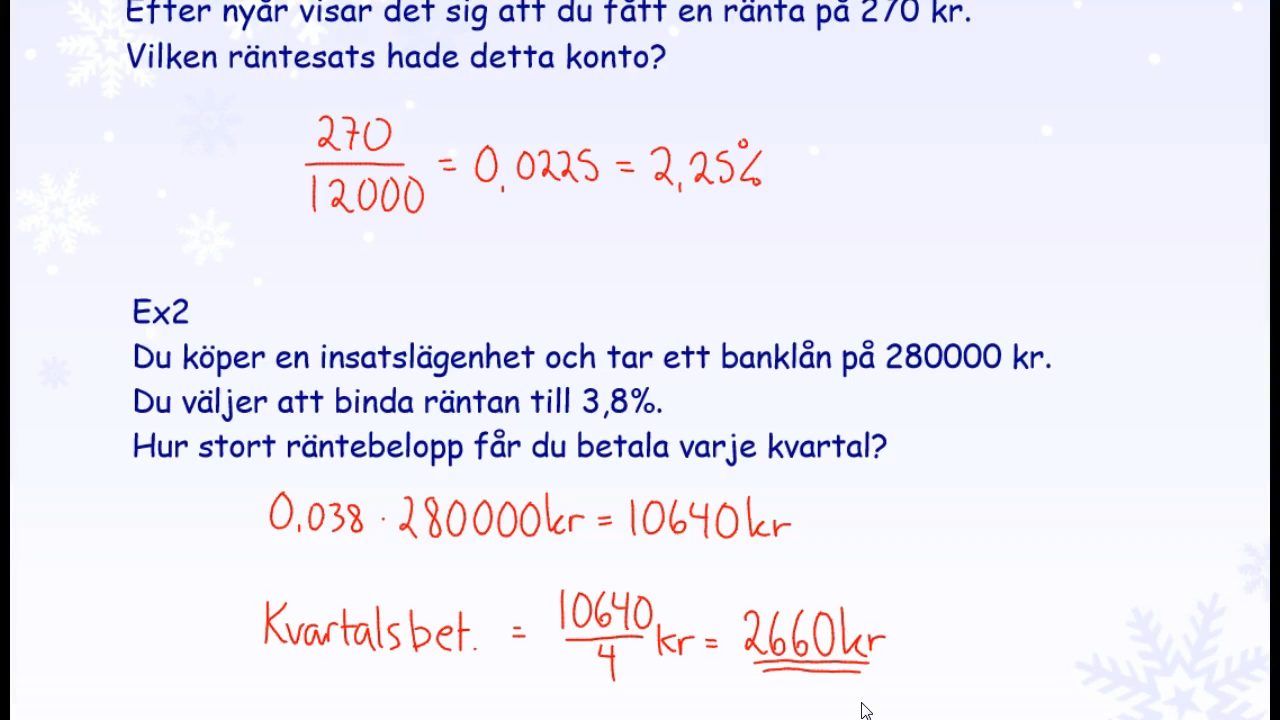 Efter nyår visar det sig att du fått en ränta på 270 kr.
Vilken räntesats hade detta konto?
270/12000 = 0,0225 = 2,25%
Ex2
Du köper en insatslägenhet och tar ett banklån på 280000 kr.
Du väljer att binda räntan till 3,8%.
Hur stort räntebelopp får du betala varje kvartal?
0,038 · 280000kr = 10640kr
Kvartalsbet. = 10640/4 kr = 2660kr